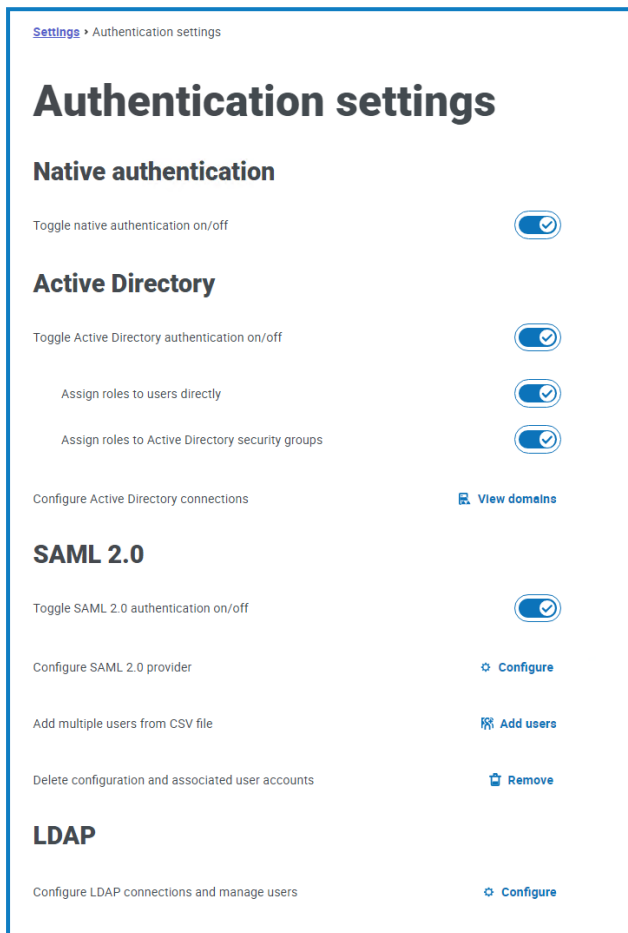 Settings › Authentication settings
Authentication settings
Native authentication
Toggle native authentication on/off
Active Directory
Toggle Active Directory authentication on/off
Assign roles to users directly
Assign roles to Active Directory security groups
Configure Active Directory connections View domains
SAML 2.0
Toggle SAML 2.0 authentication on/off
Configure SAML 2.0 provider Configure
Add multiple users from CSV file Add users
Delete configuration and associated user accounts Remove
LDAP
Configure LDAP connections and manage users Configure